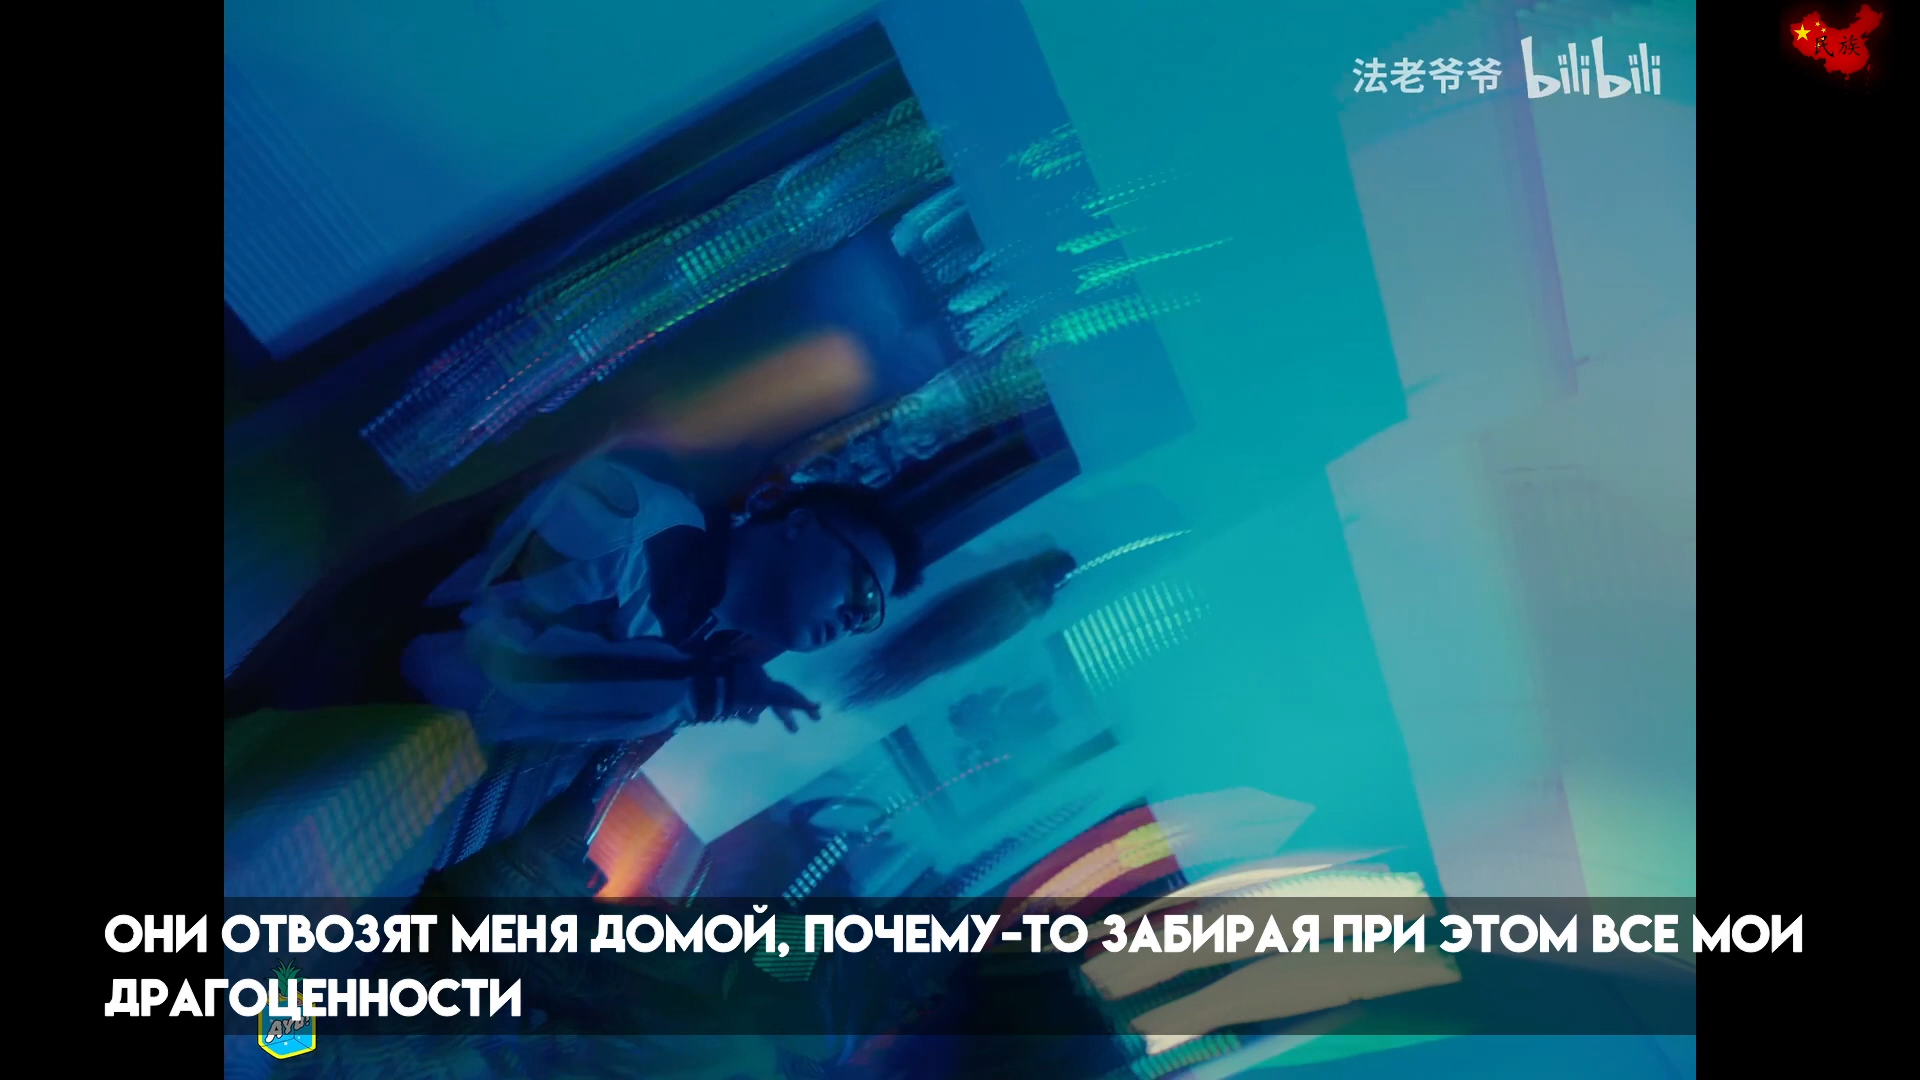 民族
法老爷爷 bilibili
ОНИ ОТВОЗЯТ МЕНЯ ДОМОЙ, ПОЧЕМУ-ТО ЗАБИРАЯ ПРИ ЭТОМ ВСЕ МОИ
ДРАГОЦЕННОСТИ
AYO!